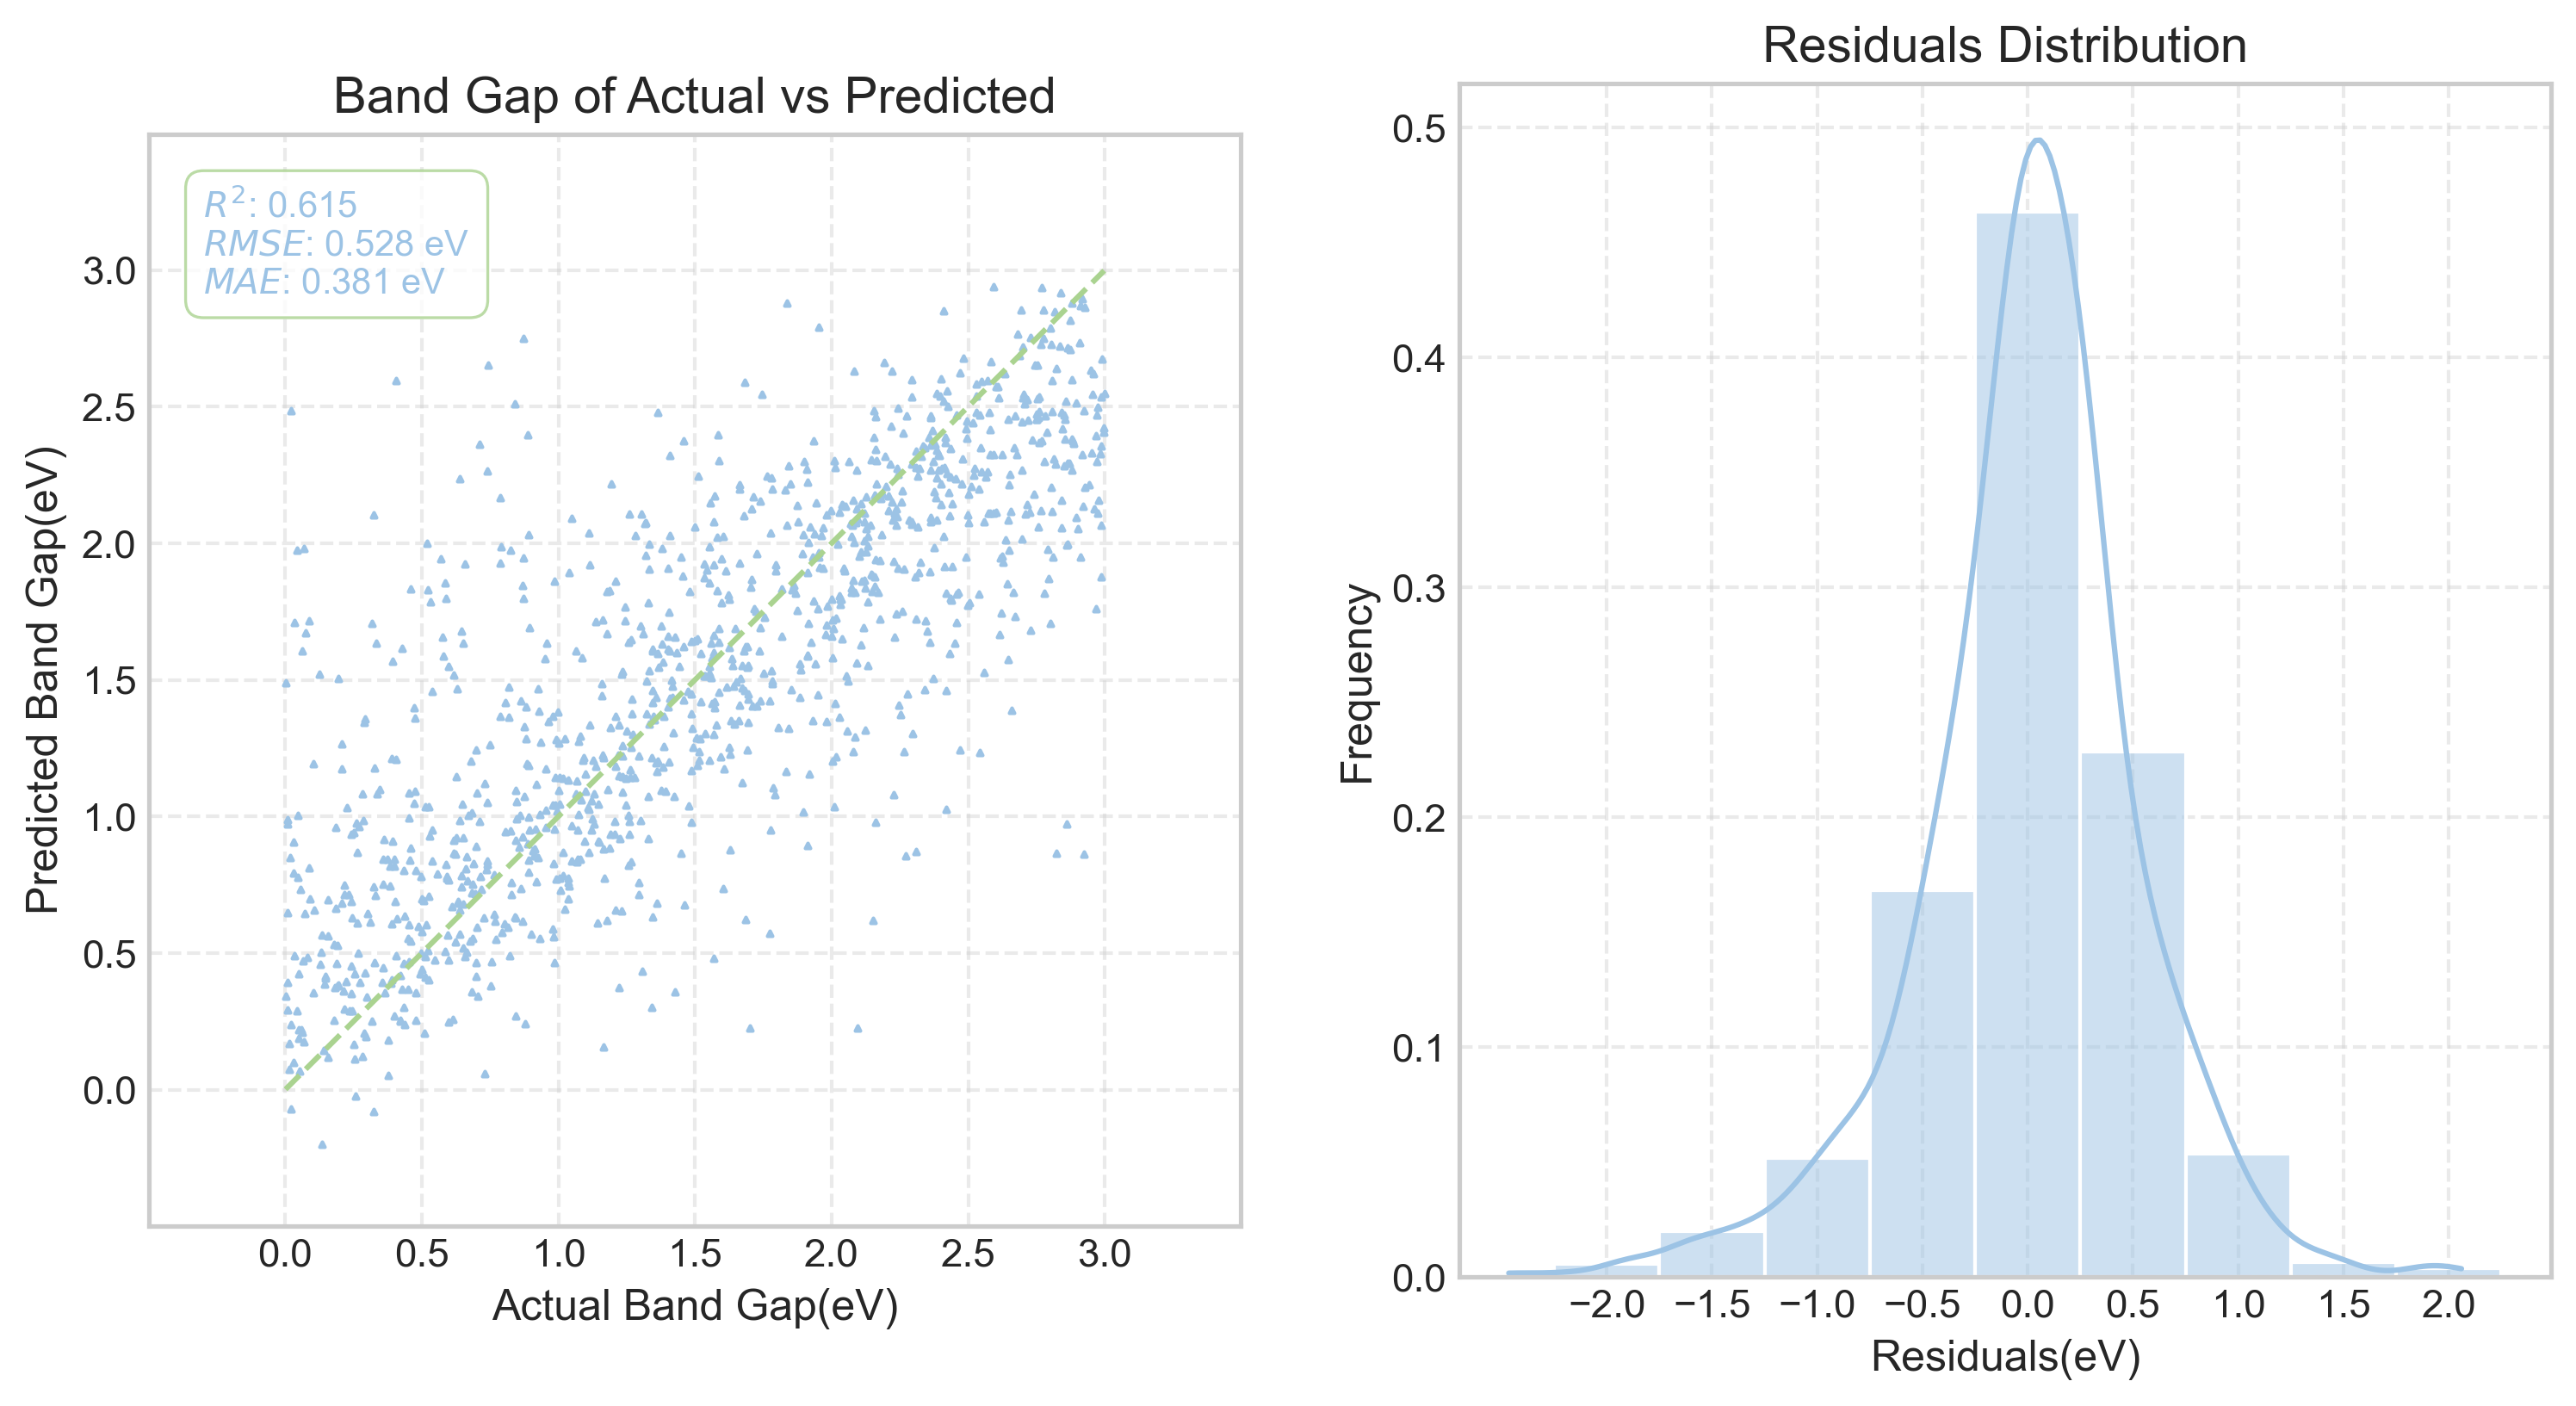 Band Gap of Actual vs Predicted
R²: 0.615
RMSE: 0.528 eV
MAE: 0.381 eV
3.0
2.5
2.0
1.5
1.0
0.5
0.0
Predicted Band Gap(eV)
0.0 0.5 1.0 1.5 2.0 2.5 3.0
Actual Band Gap(eV)
Residuals Distribution
0.5
0.4
0.3
0.2
0.1
0.0
Frequency
−2.0 −1.5 −1.0 −0.5 0.0 0.5 1.0 1.5 2.0
Residuals(eV)